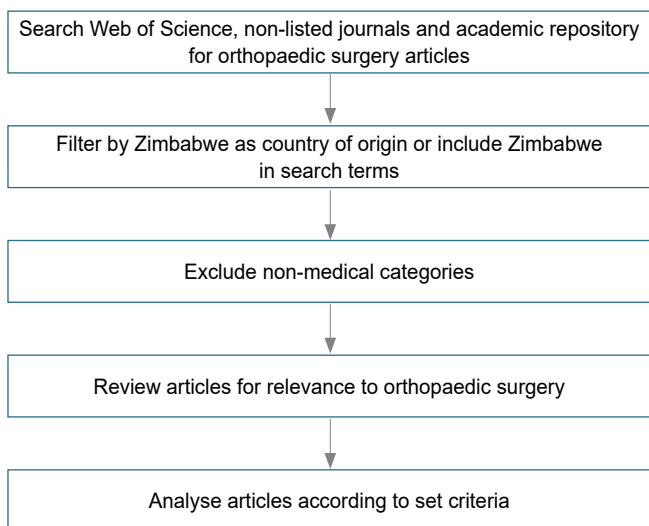 Search Web of Science, non-listed journals and academic repository
for orthopaedic surgery articles
Filter by Zimbabwe as country of origin or include Zimbabwe
in search terms
Exclude non-medical categories
Review articles for relevance to orthopaedic surgery
Analyse articles according to set criteria